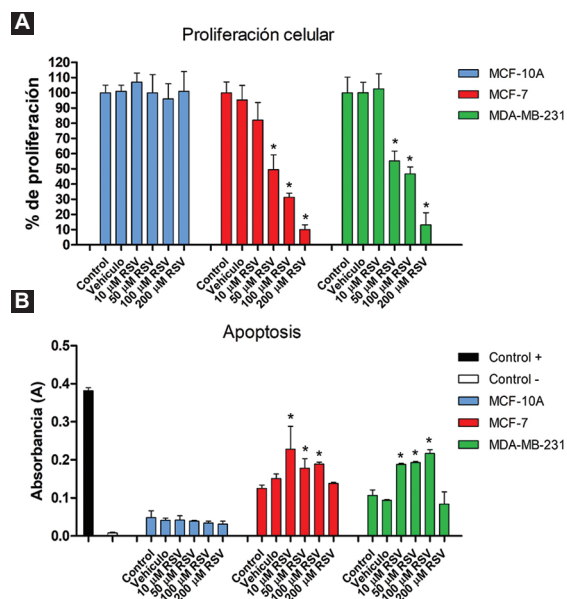 A
Proliferación celular
% de proliferación
120
110
100
90
80
70
60
50
40
30
20
10
0
MCF-10A
MCF-7
MDA-MB-231
* * *
* * *
Control
Vehículo
10 µM RSV
50 µM RSV
100 µM RSV
200 µM RSV
Control
Vehículo
10 µM RSV
50 µM RSV
100 µM RSV
200 µM RSV
Control
Vehículo
10 µM RSV
50 µM RSV
100 µM RSV
200 µM RSV
B
Apoptosis
Absorbancia (A)
0.5
0.4
0.3
0.2
0.1
0.0
Control +
Control -
MCF-10A
MCF-7
MDA-MB-231
* * *
* * *
Control
Vehículo
10 µM RSV
50 µM RSV
100 µM RSV
200 µM RSV
Control
Vehículo
10 µM RSV
50 µM RSV
100 µM RSV
200 µM RSV
Control
Vehículo
10 µM RSV
50 µM RSV
100 µM RSV
200 µM RSV